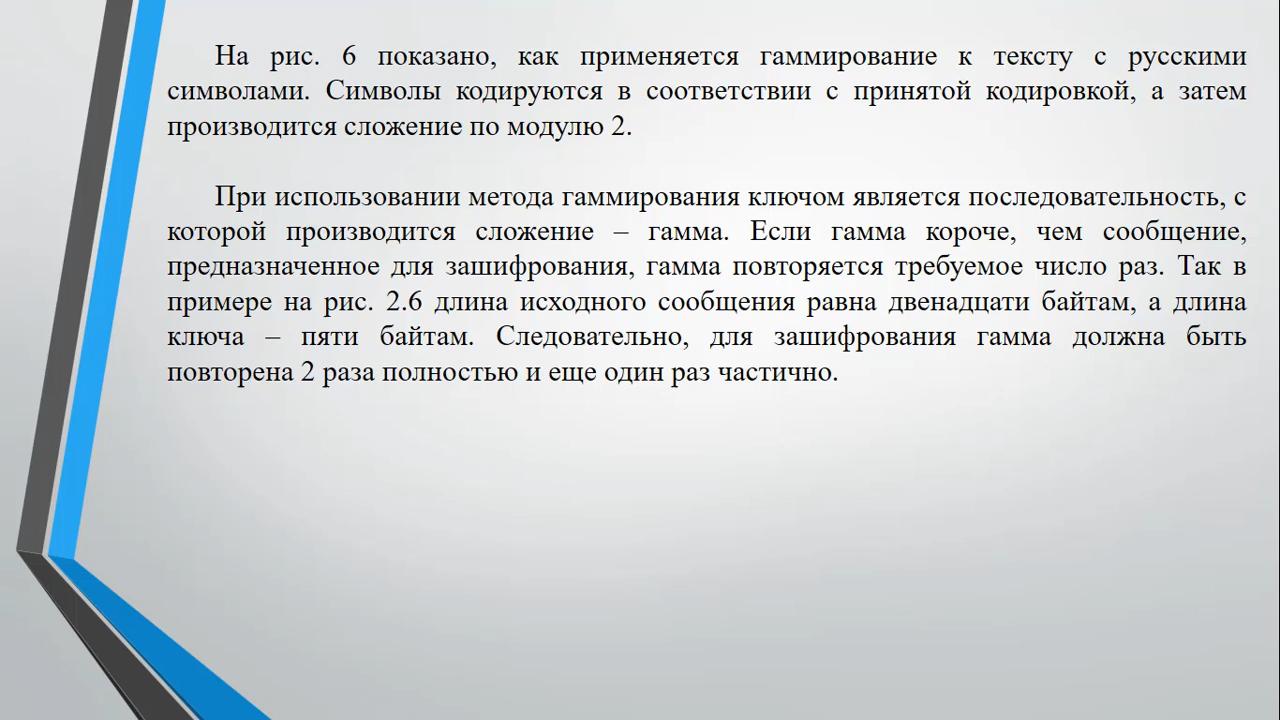 На рис. 6 показано, как применяется гаммирование к тексту с русскими
символами. Символы кодируются в соответствии с принятой кодировкой, а затем
производится сложение по модулю 2.
При использовании метода гаммирования ключом является последовательность, с
которой производится сложение – гамма. Если гамма короче, чем сообщение,
предназначенное для зашифрования, гамма повторяется требуемое число раз. Так в
примере на рис. 2.6 длина исходного сообщения равна двенадцати байтам, а длина
ключа – пяти байтам. Следовательно, для зашифрования гамма должна быть
повторена 2 раза полностью и еще один раз частично.